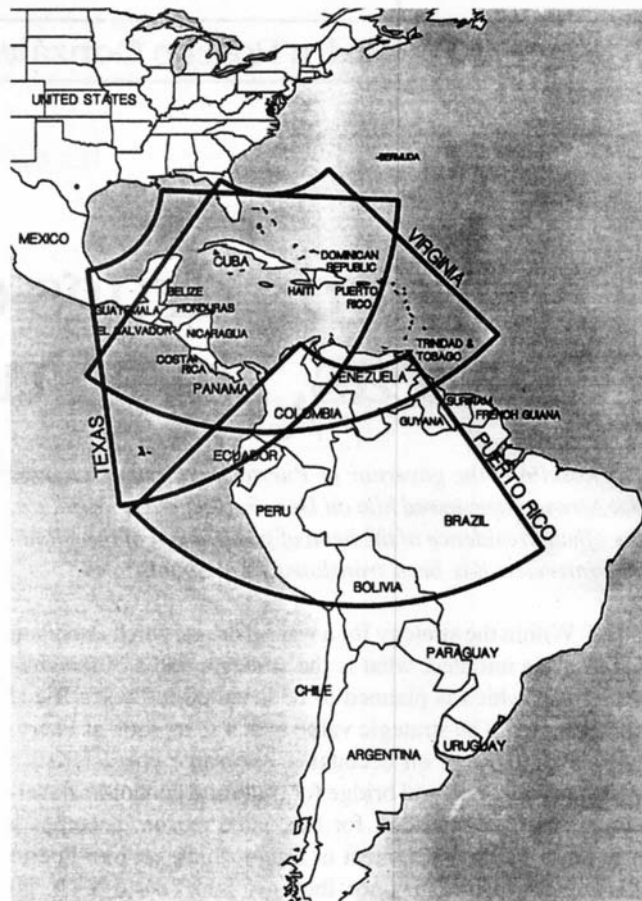 UNITED STATES
BERMUDA
MEXICO
VIRGINIA
CUBA
DOMINICAN
REPUBLIC
HAITI
PUERTO
RICO
BELIZE
HONDURAS
GUATEMALA
EL SALVADOR
NICARAGUA
COSTA
RICA
TRINIDAD &
TOBAGO
PANAMA
VENEZUELA
COLOMBIA
GUYANA
SURINAM
FRENCH GUIANA
TEXAS
ECUADOR
PUERTO RICO
PERU
BRAZIL
BOLIVIA
PARAGUAY
CHILE
ARGENTINA
URUGUAY